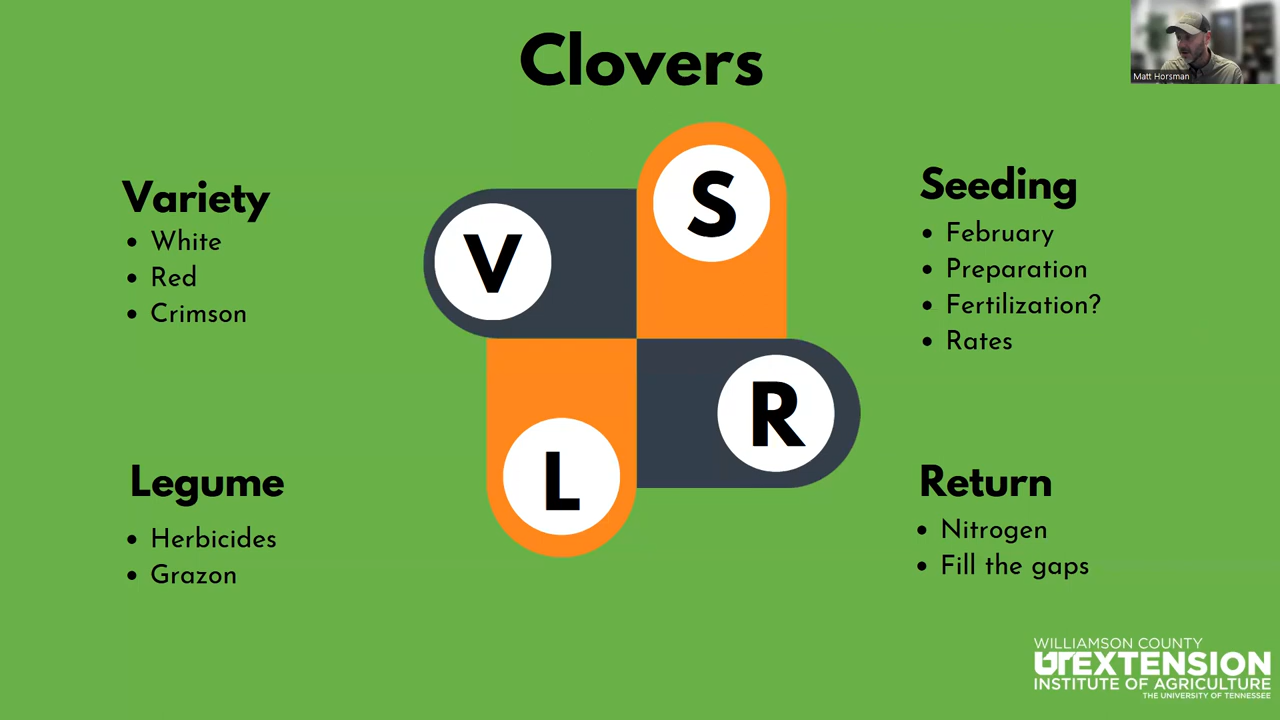 Clovers
Matt Horsman
Variety
• White
• Red
• Crimson
V
S
Seeding
• February
• Preparation
• Fertilization?
• Rates
Legume
• Herbicides
• Grazon
L
R
Return
• Nitrogen
• Fill the gaps
WILLIAMSON COUNTY
UT EXTENSION
INSTITUTE OF AGRICULTURE
THE UNIVERSITY OF TENNESSEE